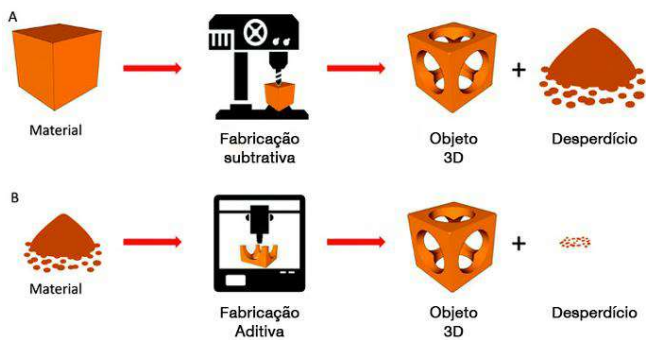 A
Material
Fabricação
subtrativa
Objeto
3D
+
Desperdício
B
Material
Fabricação
Aditiva
Objeto
3D
+
Desperdício